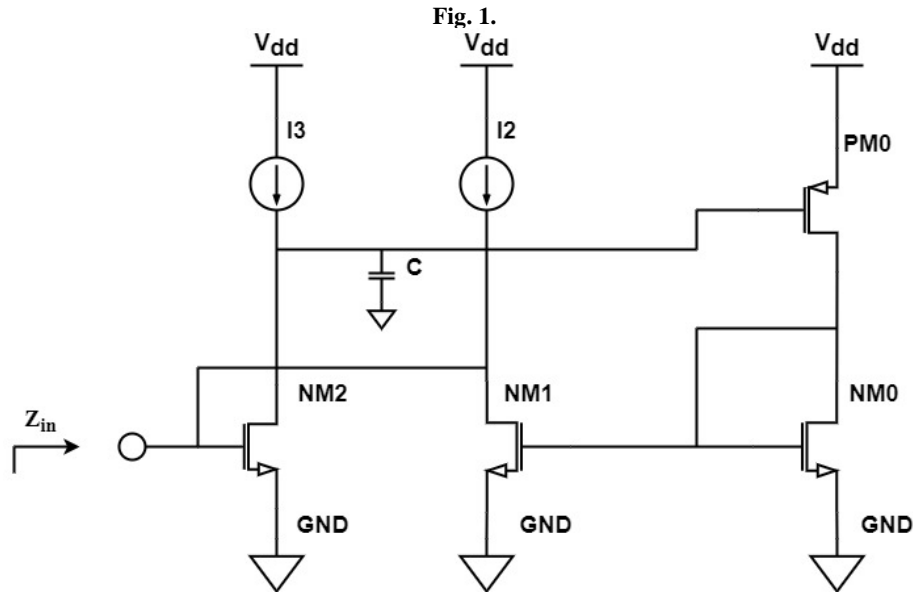 Fig. 1.
Vdd
Vdd
Vdd
I3
I2
PM0
C
NM2
NM1
NM0
Zin
GND
GND
GND